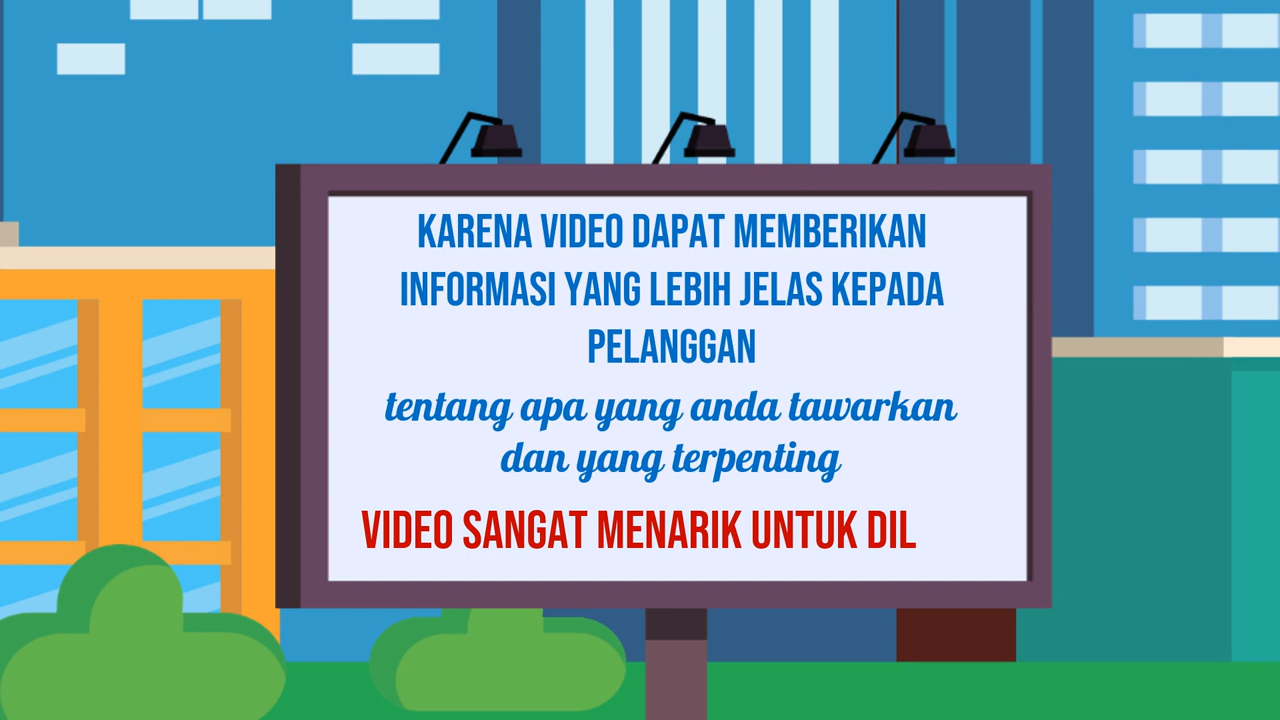 KARENA VIDEO DAPAT MEMBERIKAN
INFORMASI YANG LEBIH JELAS KEPADA
PELANGGAN
tentang apa yang anda tawarkan
dan yang terpenting
VIDEO SANGAT MENARIK UNTUK DIL